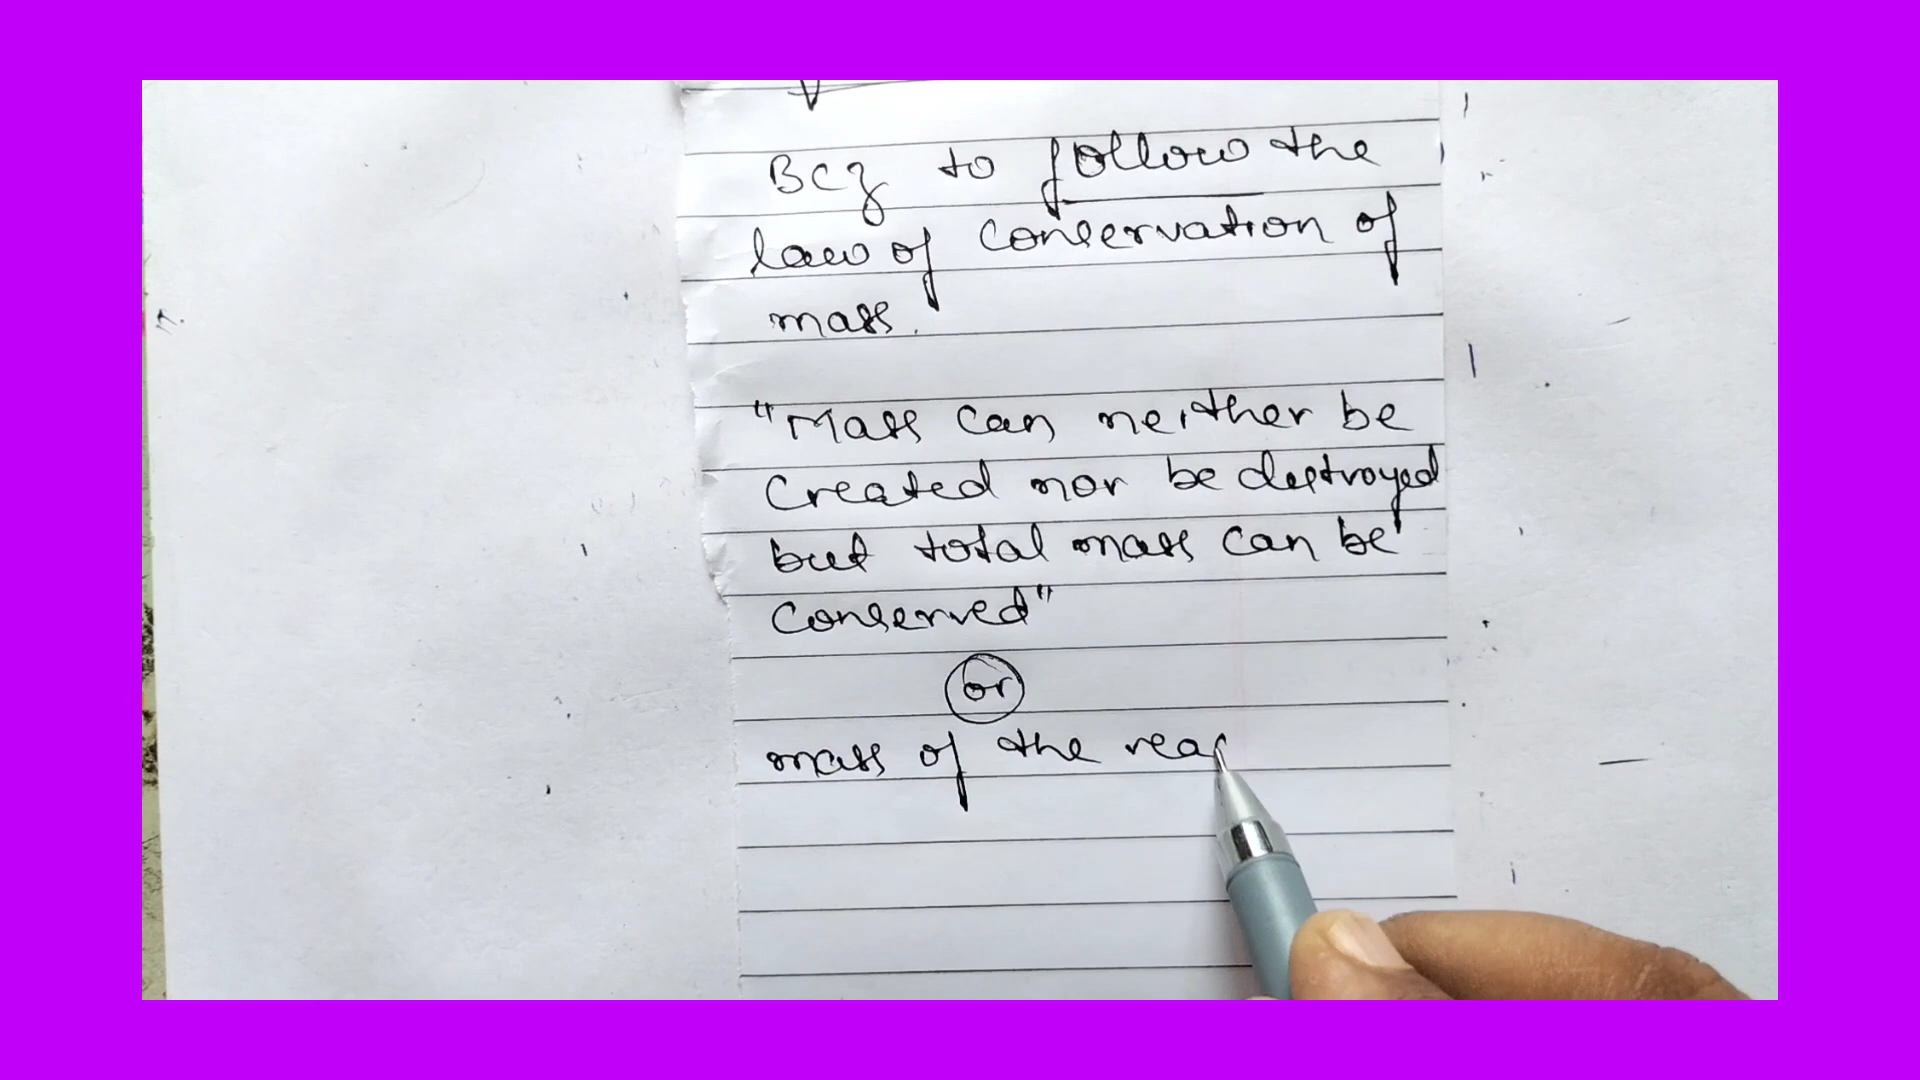 Bcz to follow the
law of conservation of
mass.
"Mass can neither be
created nor be destroyed
but total mass can be
conserved"
or
mass of the reac